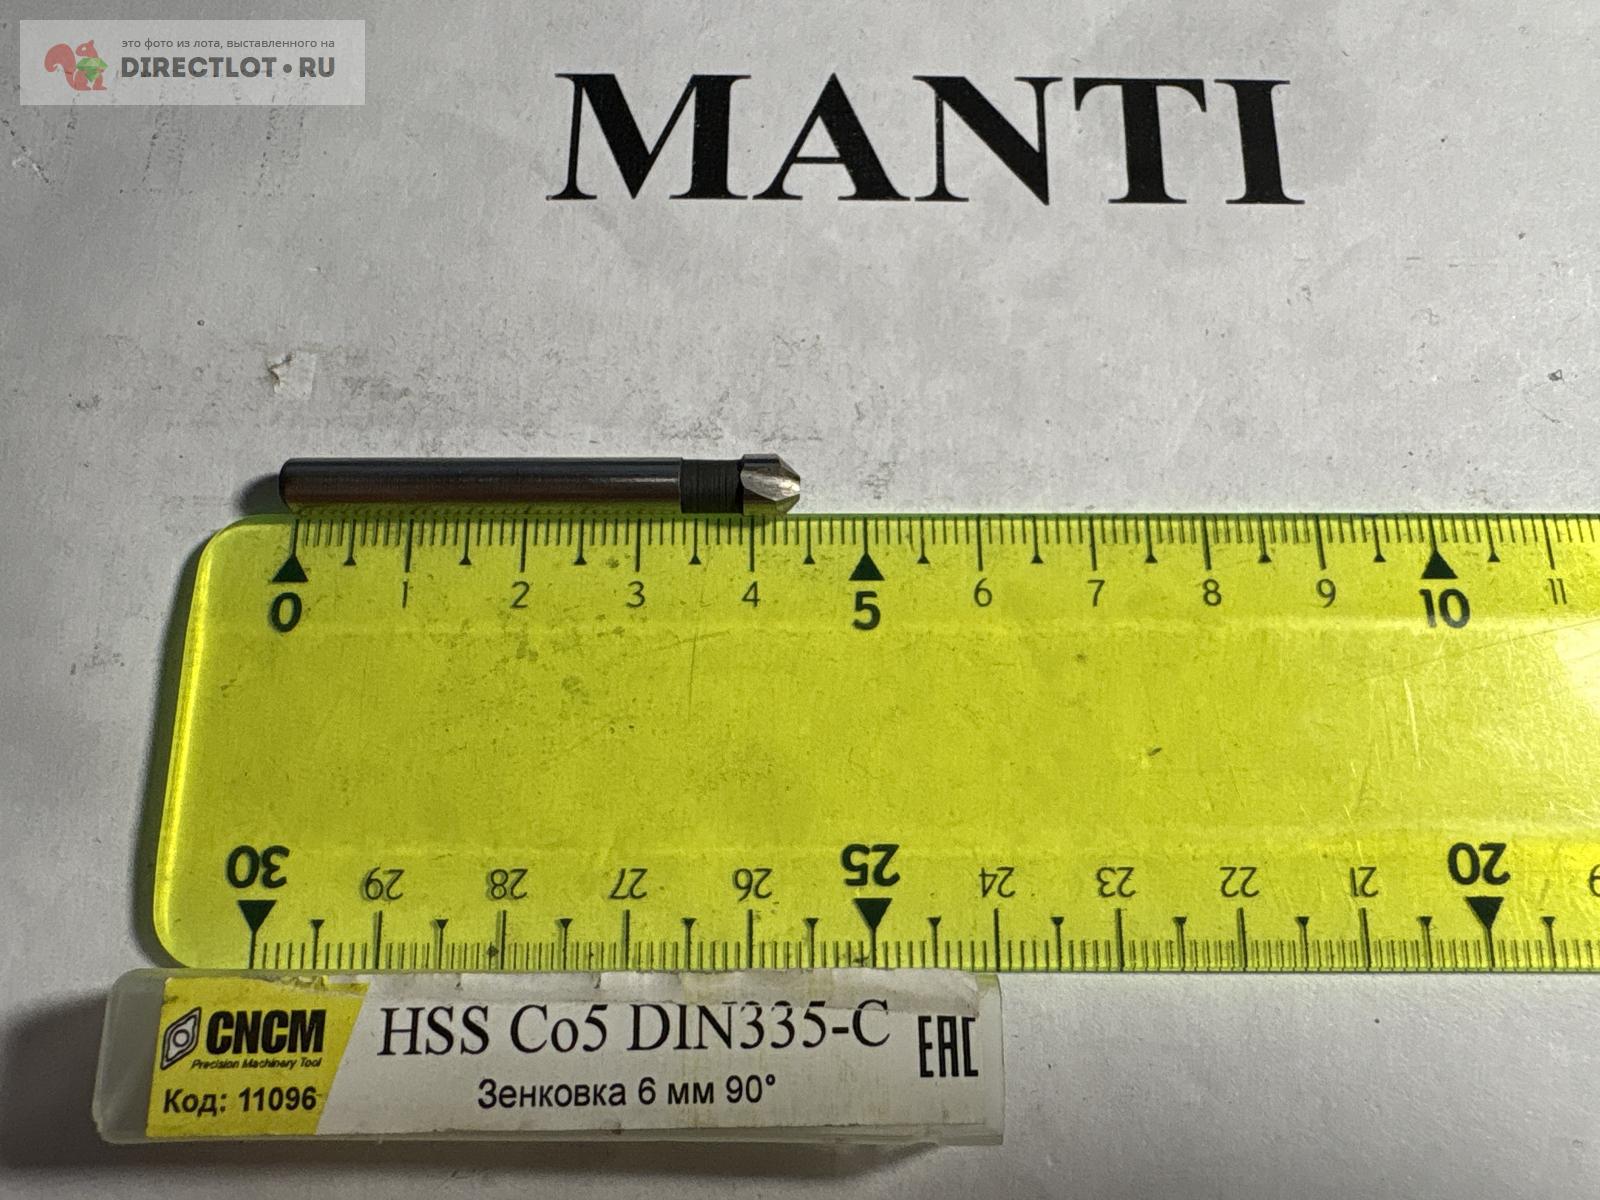 это фото из лота, выставленного на
DIRECTLOT.RU
MANTI
0 1 2 3 4 5 6 7 8 9 10 11
30 29 28 27 26 25 24 23 22 21 20
CNCM
Precision Machinery Tool
Код: 11096
HSS Co5 DIN335-C
Зенковка 6 мм 90°
EAC